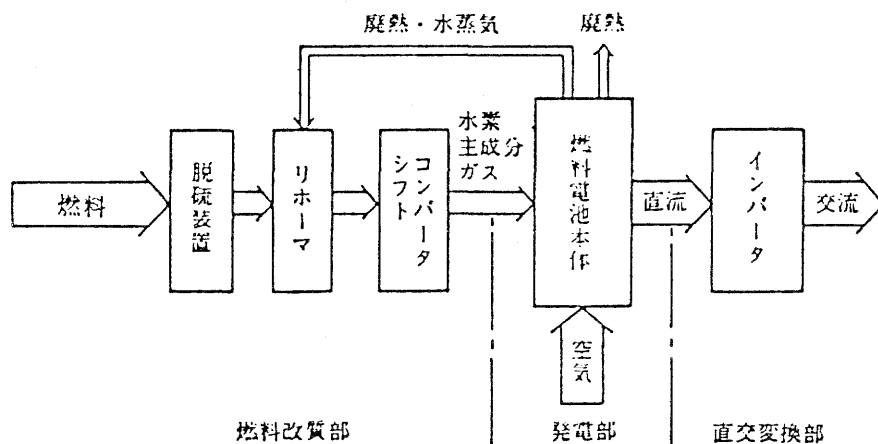 廃熱・水蒸気
廃熱
水素
主成分
ガス
燃料
脱硫装置
リホーマ
シフト
コンバータ
燃料電池本体
直流
インバータ
交流
空気
燃料改質部
発電部
直交変換部